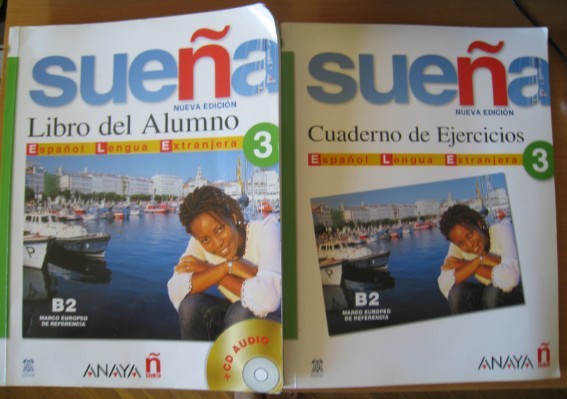 sueña
NUEVA EDICIÓN
Libro del Alumno
Español Lengua Extranjera
3
P
B2
MARCO EUROPEO
DE REFERENCIA
+ CD AUDIO
ANAYA ñ
sueña
NUEVA EDICIÓN
Cuaderno de Ejercicios
Español Lengua Extranjera
3
P
B2
MARCO EUROPEO
DE REFERENCIA
ANAYA ñ